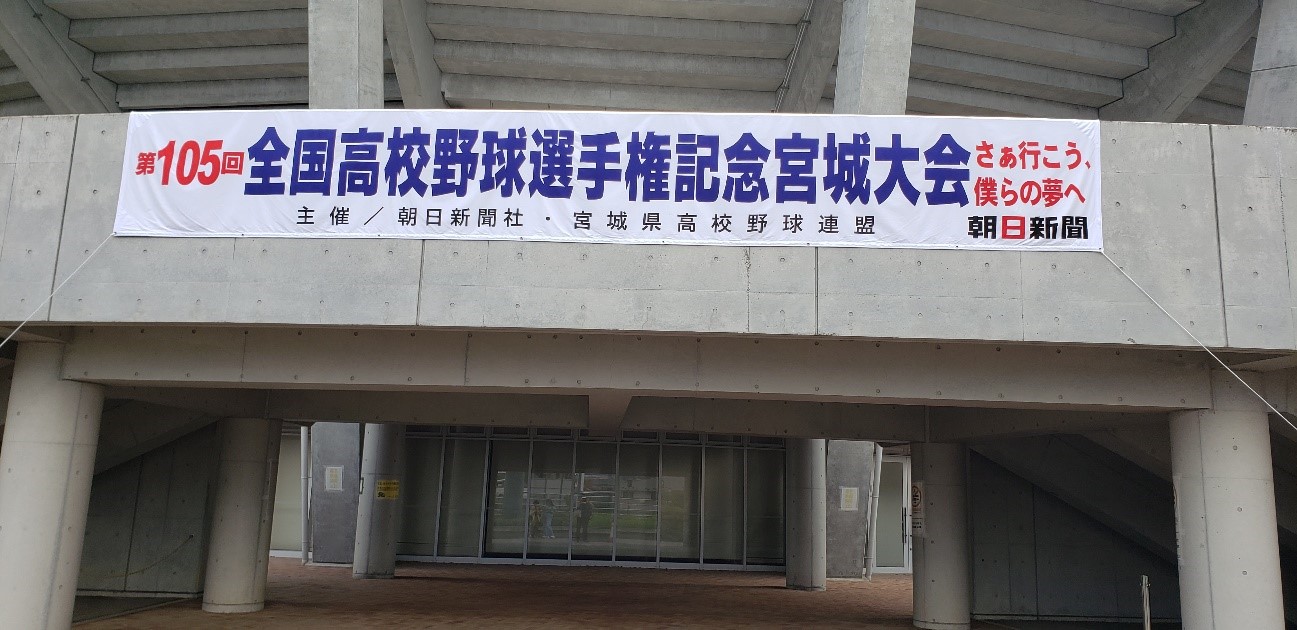 第105回全国高校野球選手権記念宮城大会
さぁ行こう、
僕らの夢へ
主催／朝日新聞社・宮城県高校野球連盟
朝日新聞